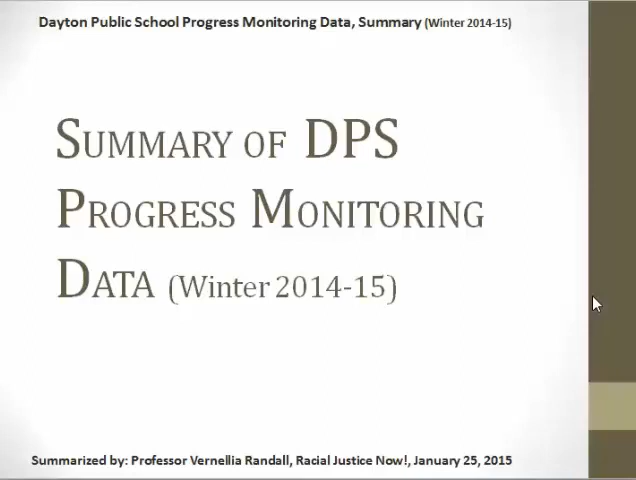 Dayton Public School Progress Monitoring Data, Summary (Winter 2014-15)
SUMMARY OF DPS
PROGRESS MONITORING
DATA (Winter 2014-15)
Summarized by: Professor Vernellia Randall, Racial Justice Now!, January 25, 2015